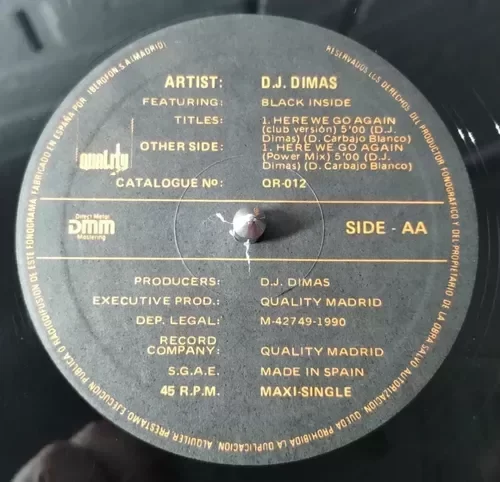 ARTIST: D.J. DIMAS
FEATURING: BLACK INSIDE
TITLES: 1. HERE WE GO AGAIN
(club versión) 5'00 (D.J.
Dimas) (D. Carbajo Blanco)
OTHER SIDE: 1. HERE WE GO AGAIN
(Power Mix) 5'00 (D.J.
Dimas) (D. Carbajo Blanco)
CATALOGUE Nº: QR-012
quality
Direct Metal
DMM
Mastering
SIDE - AA
PRODUCERS: D.J. DIMAS
EXECUTIVE PROD.: QUALITY MADRID
DEP. LEGAL: M-42749-1990
RECORD
COMPANY: QUALITY MADRID
S.G.A.E. MADE IN SPAIN
45 R.P.M. MAXI-SINGLE
RESERVADOS LOS DERECHOS DEL PRODUCTOR FONOGRAFICO Y DEL PROPIETARIO DE LA OBRA SALVO AUTORIZACION QUEDA PROHIBIDA LA DUPLICACION ALQUILER PRESTAMO, EJECUCION PUBLICA O RADIODIFUSION DE ESTE FONOGRAMA. FABRICADO EN ESPAÑA POR IBEROFON, S.A. (MADRID)